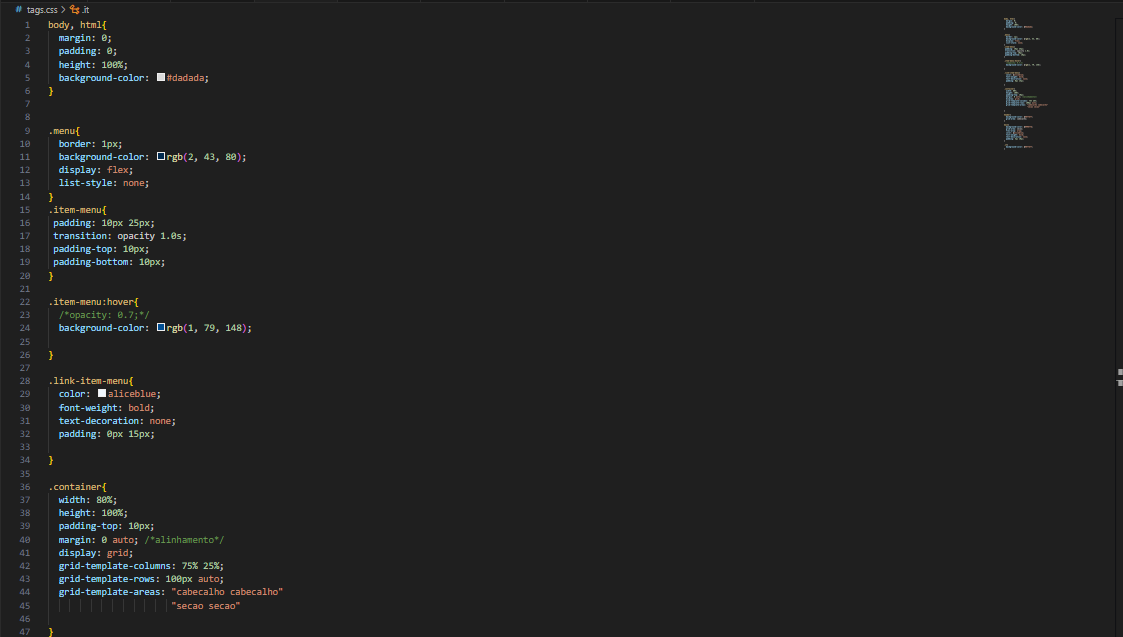 # tags.css > .it
1 body, html{
2 margin: 0;
3 padding: 0;
4 height: 100%;
5 background-color: #dadada;
6 }
7
8
9 .menu{
10 border: 1px;
11 background-color: rgb(2, 43, 80);
12 display: flex;
13 list-style: none;
14 }
15 .item-menu{
16 padding: 10px 25px;
17 transition: opacity 1.0s;
18 padding-top: 10px;
19 padding-bottom: 10px;
20 }
21
22 .item-menu:hover{
23 /*opacity: 0.7;*/
24 background-color: rgb(1, 79, 148);
25
26 }
27
28 .link-item-menu{
29 color: aliceblue;
30 font-weight: bold;
31 text-decoration: none;
32 padding: 0px 15px;
33
34 }
35
36 .container{
37 width: 80%;
38 height: 100%;
39 padding-top: 10px;
40 margin: 0 auto; /*alinhamento*/
41 display: grid;
42 grid-template-columns: 75% 25%;
43 grid-template-rows: 100px auto;
44 grid-template-areas: "cabecalho cabecalho"
45 "secao secao"
46
47 }